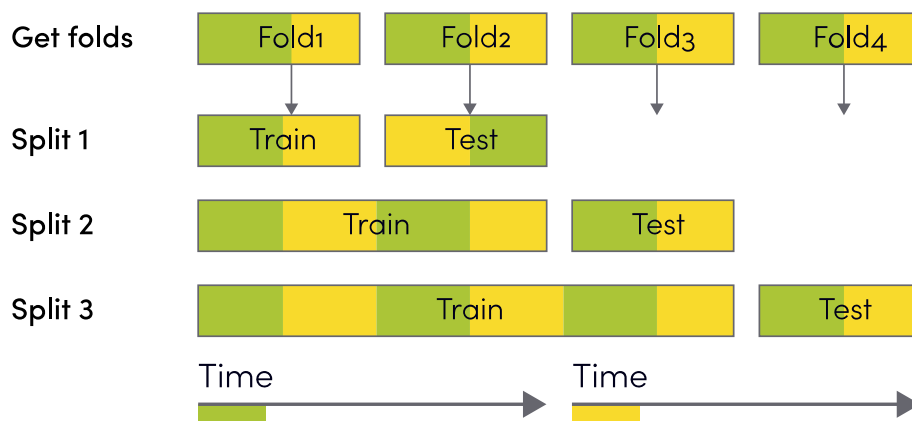 Get folds Fold1 Fold2 Fold3 Fold4
Split 1 Train Test
Split 2 Train Test
Split 3 Train Test
Time Time